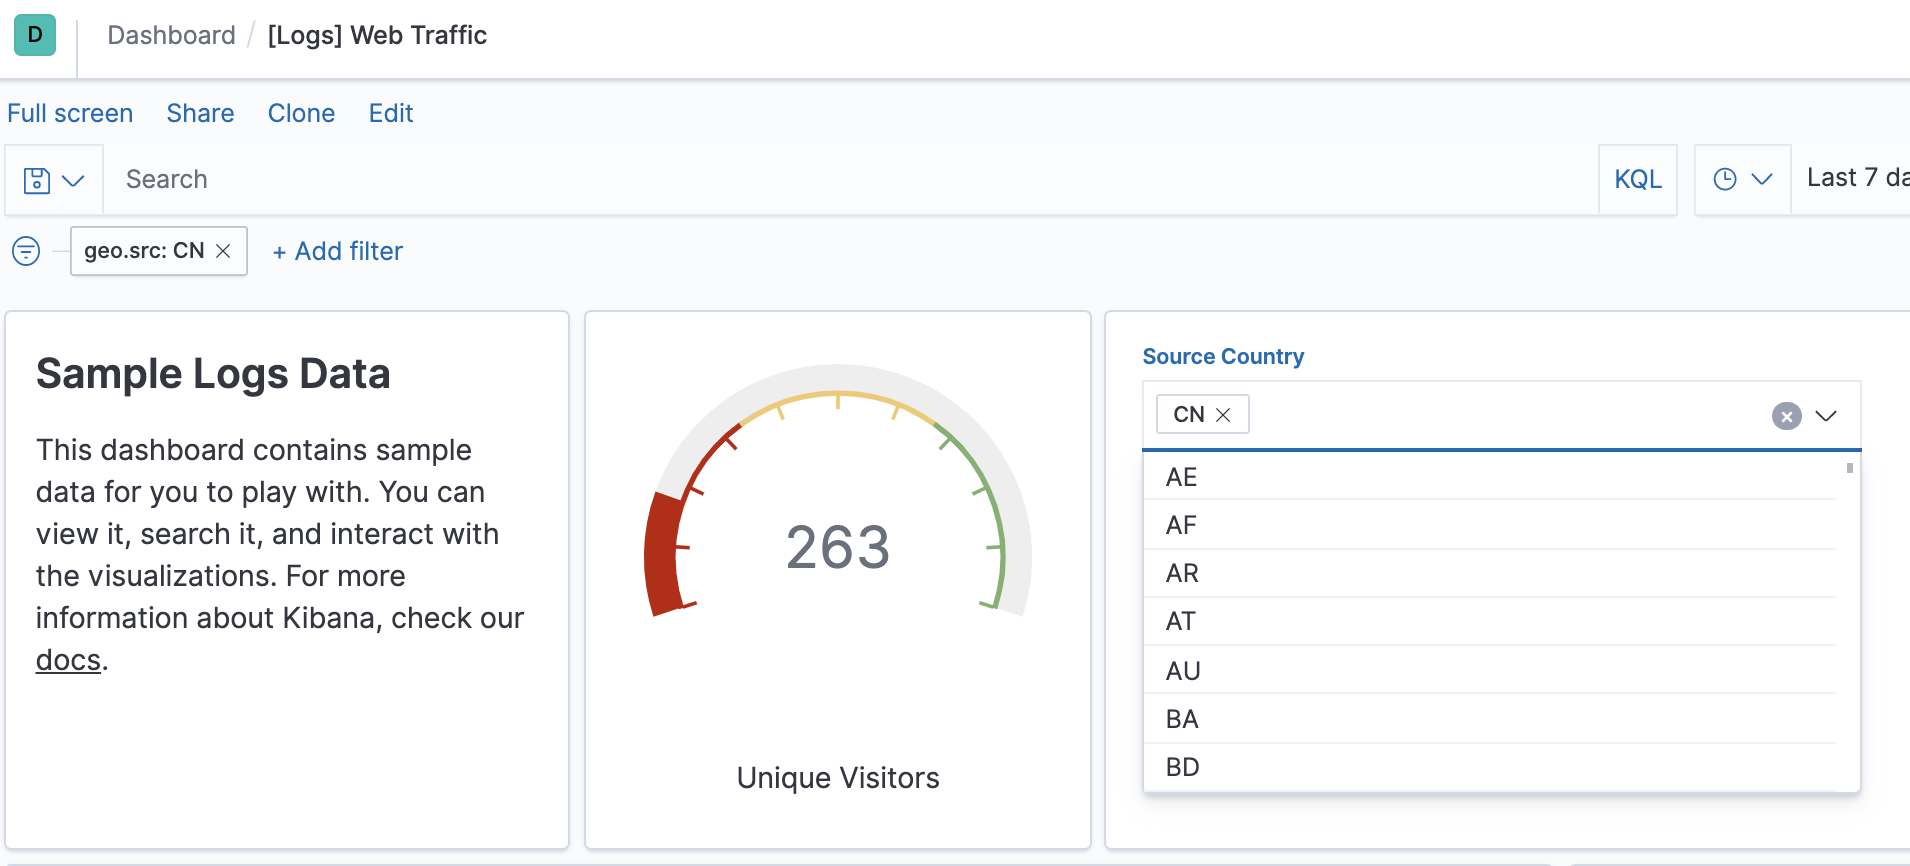 D
Dashboard / [Logs] Web Traffic
Full screen Share Clone Edit
Search
KQL
Last 7 da
geo.src: CN
+ Add filter
Sample Logs Data
This dashboard contains sample
data for you to play with. You can
view it, search it, and interact with
the visualizations. For more
information about Kibana, check our
docs.
263
Unique Visitors
Source Country
CN
AE
AF
AR
AT
AU
BA
BD